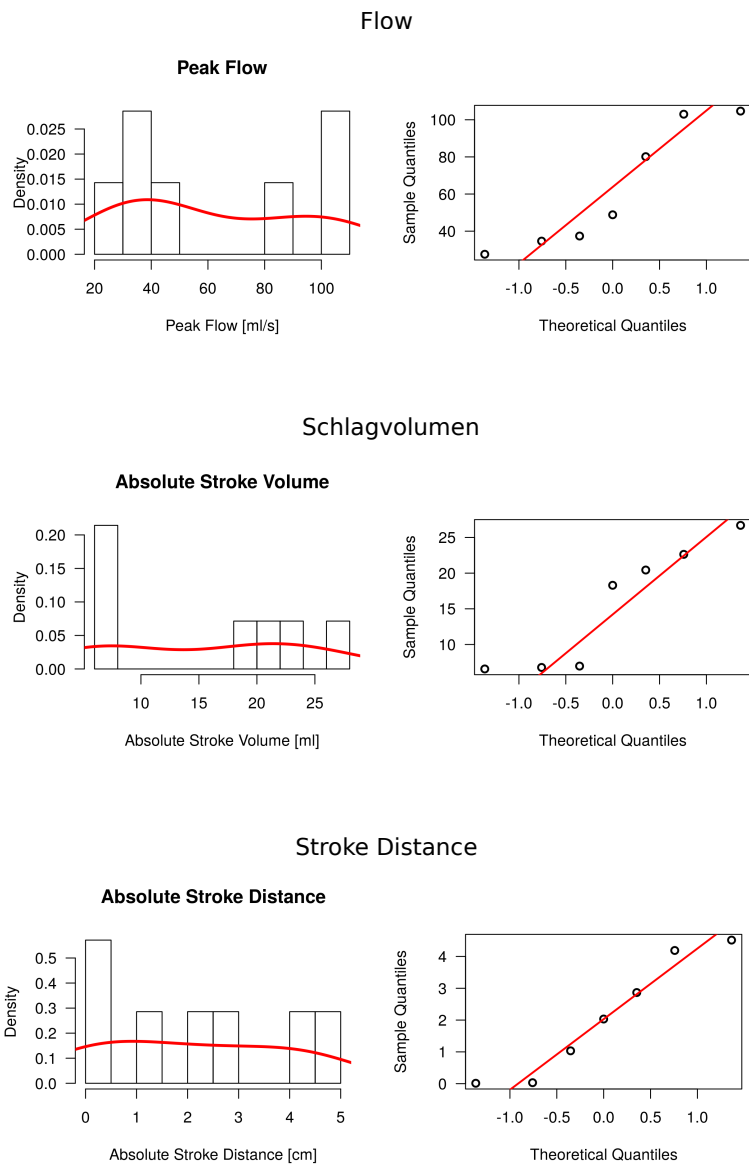 Flow
Peak Flow
Density
0.025
0.020
0.015
0.010
0.005
0.000
20 40 60 80 100
Peak Flow [ml/s]
Sample Quantiles
100
80
60
40
-1.0 -0.5 0.0 0.5 1.0
Theoretical Quantiles
Schlagvolumen
Absolute Stroke Volume
Density
0.20
0.15
0.10
0.05
0.00
10 15 20 25
Absolute Stroke Volume [ml]
Sample Quantiles
25
20
15
10
-1.0 -0.5 0.0 0.5 1.0
Theoretical Quantiles
Stroke Distance
Absolute Stroke Distance
Density
0.5
0.4
0.3
0.2
0.1
0.0
0 1 2 3 4 5
Absolute Stroke Distance [cm]
Sample Quantiles
4
3
2
1
0
-1.0 -0.5 0.0 0.5 1.0
Theoretical Quantiles